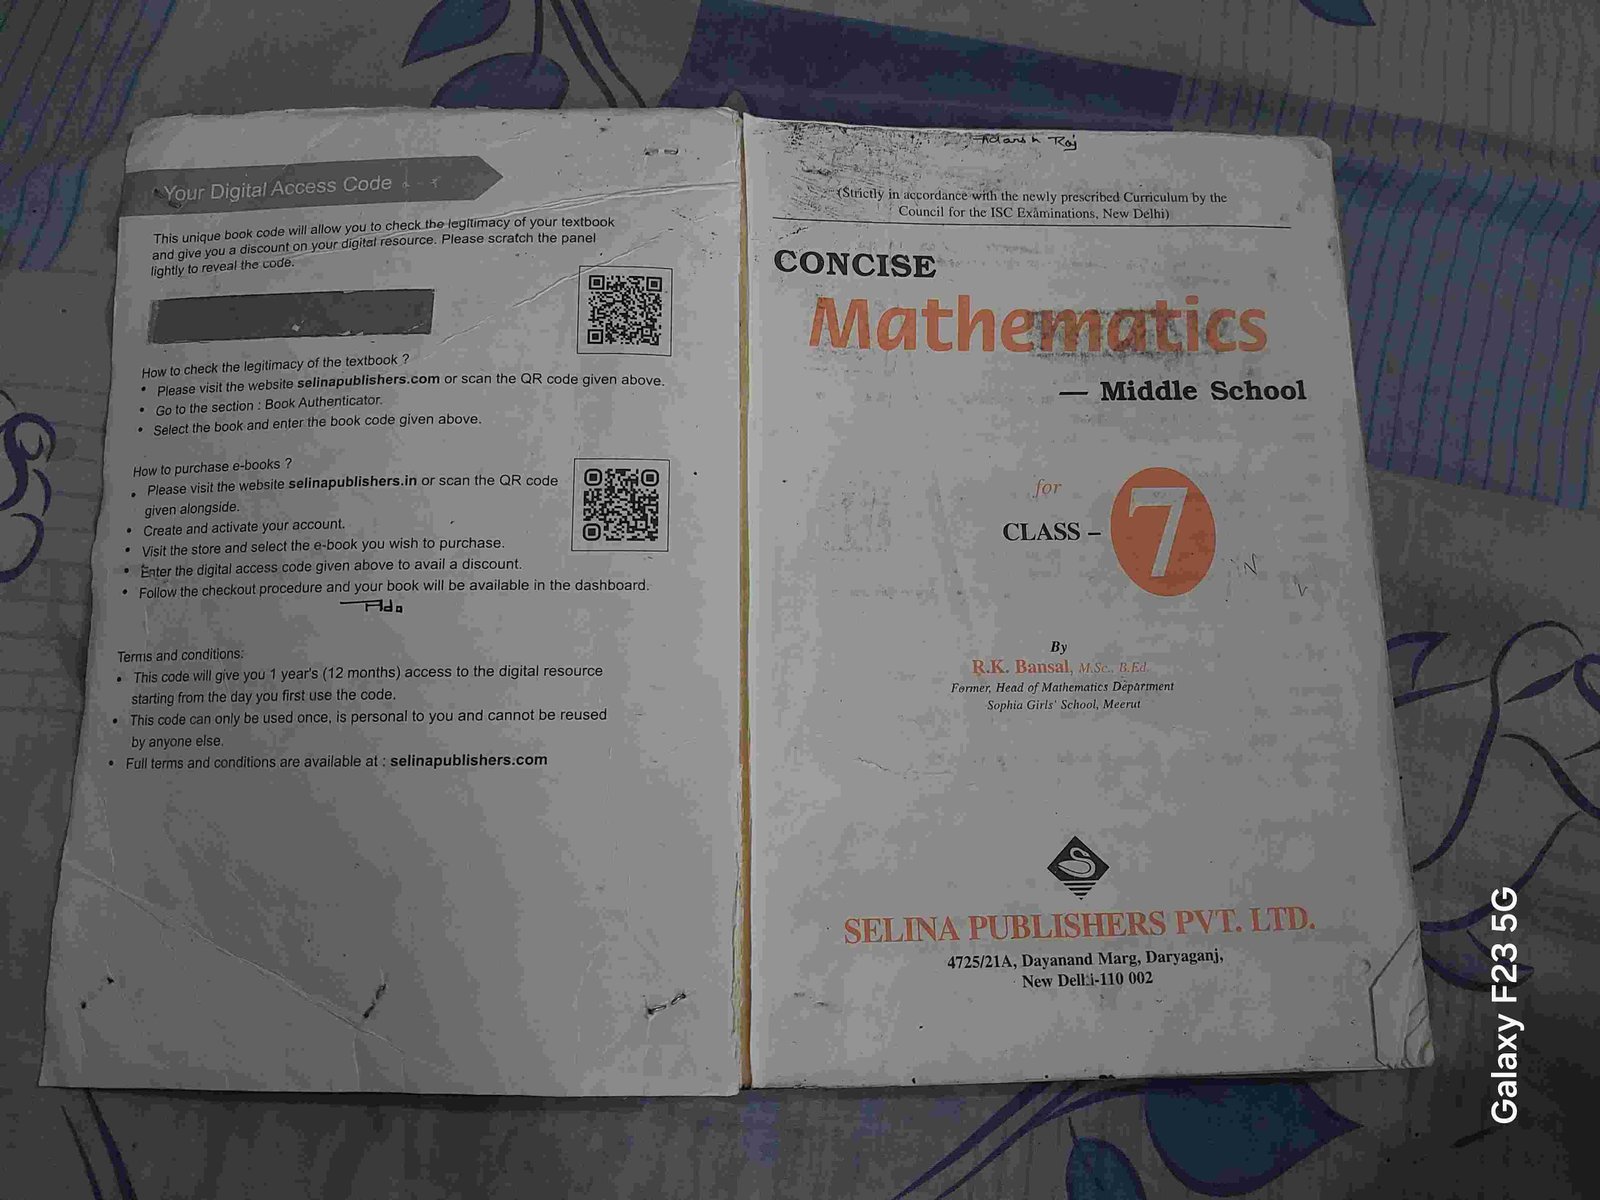 Your Digital Access Code
This unique book code will allow you to check the legitimacy of your textbook
and give you a discount on your digital resource. Please scratch the panel
lightly to reveal the code.
How to check the legitimacy of the textbook ?
• Please visit the website selinapublishers.com or scan the QR code given above.
• Go to the section : Book Authenticator.
• Select the book and enter the book code given above.
How to purchase e-books ?
• Please visit the website selinapublishers.in or scan the QR code
given alongside.
• Create and activate your account.
• Visit the store and select the e-book you wish to purchase.
• Enter the digital access code given above to avail a discount.
• Follow the checkout procedure and your book will be available in the dashboard.
Terms and conditions:
• This code will give you 1 year's (12 months) access to the digital resource
starting from the day you first use the code.
• This code can only be used once, is personal to you and cannot be reused
by anyone else.
• Full terms and conditions are available at : selinapublishers.com
Adarsh Raj
(Strictly in accordance with the newly prescribed Curriculum by the
Council for the ISC Examinations, New Delhi)
CONCISE
Mathematics
— Middle School
for
CLASS – 7
By
R.K. Bansal, M.Sc., B.Ed.
Former, Head of Mathematics Department
Sophia Girls' School, Meerut
SELINA PUBLISHERS PVT. LTD.
4725/21A, Dayanand Marg, Daryaganj,
New Delhi-110 002
Galaxy F23 5G